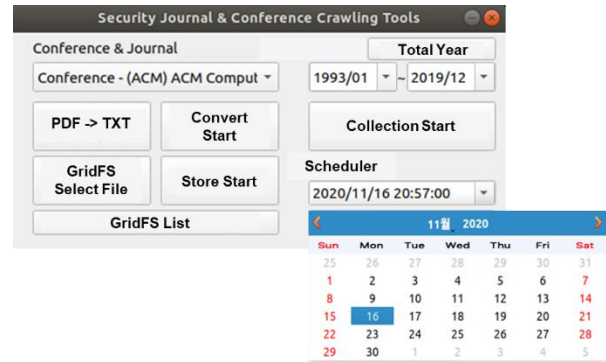 Security Journal & Conference Crawling Tools
Conference & Journal
Total Year
Conference - (ACM) ACM Comput
1993/01 ~ 2019/12
PDF -> TXT
Convert
Start
Collection Start
GridFS
Select File
Store Start
Scheduler
2020/11/16 20:57:00
GridFS List
11월 2020
Sun Mon Tue Wed Thu Fri Sat
25 26 27 28 29 30 31
1 2 3 4 5 6 7
8 9 10 11 12 13 14
15 16 17 18 19 20 21
22 23 24 25 26 27 28
29 30 1 2 3 4 5